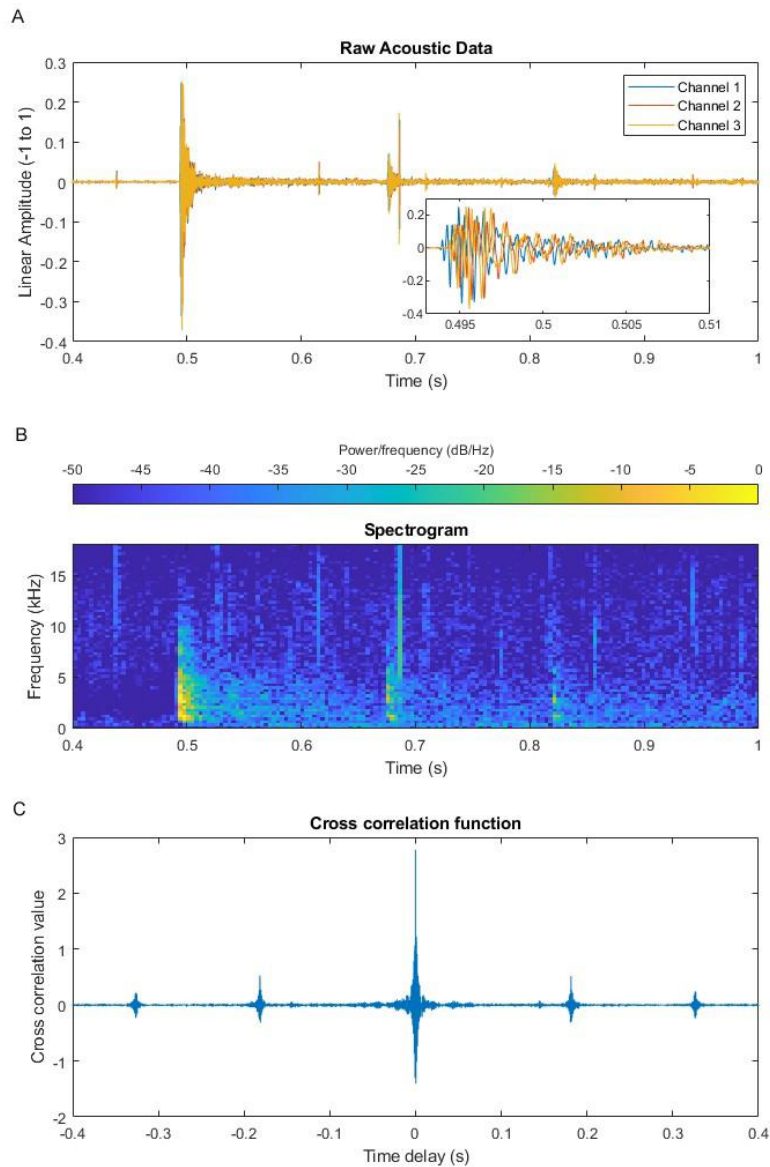 A
Raw Acoustic Data
0.3
0.2
0.1
0
-0.1
-0.2
-0.3
-0.4
Linear Amplitude (-1 to 1)
Channel 1
Channel 2
Channel 3
0.2
0
-0.2
-0.4
0.495 0.5 0.505 0.51
0.4 0.5 0.6 0.7 0.8 0.9 1
Time (s)
B
Power/frequency (dB/Hz)
-50 -45 -40 -35 -30 -25 -20 -15 -10 -5 0
Spectrogram
15
10
5
0
Frequency (kHz)
0.4 0.5 0.6 0.7 0.8 0.9 1
Time (s)
C
Cross correlation function
3
2
1
0
-1
-2
Cross correlation value
-0.4 -0.3 -0.2 -0.1 0 0.1 0.2 0.3 0.4
Time delay (s)